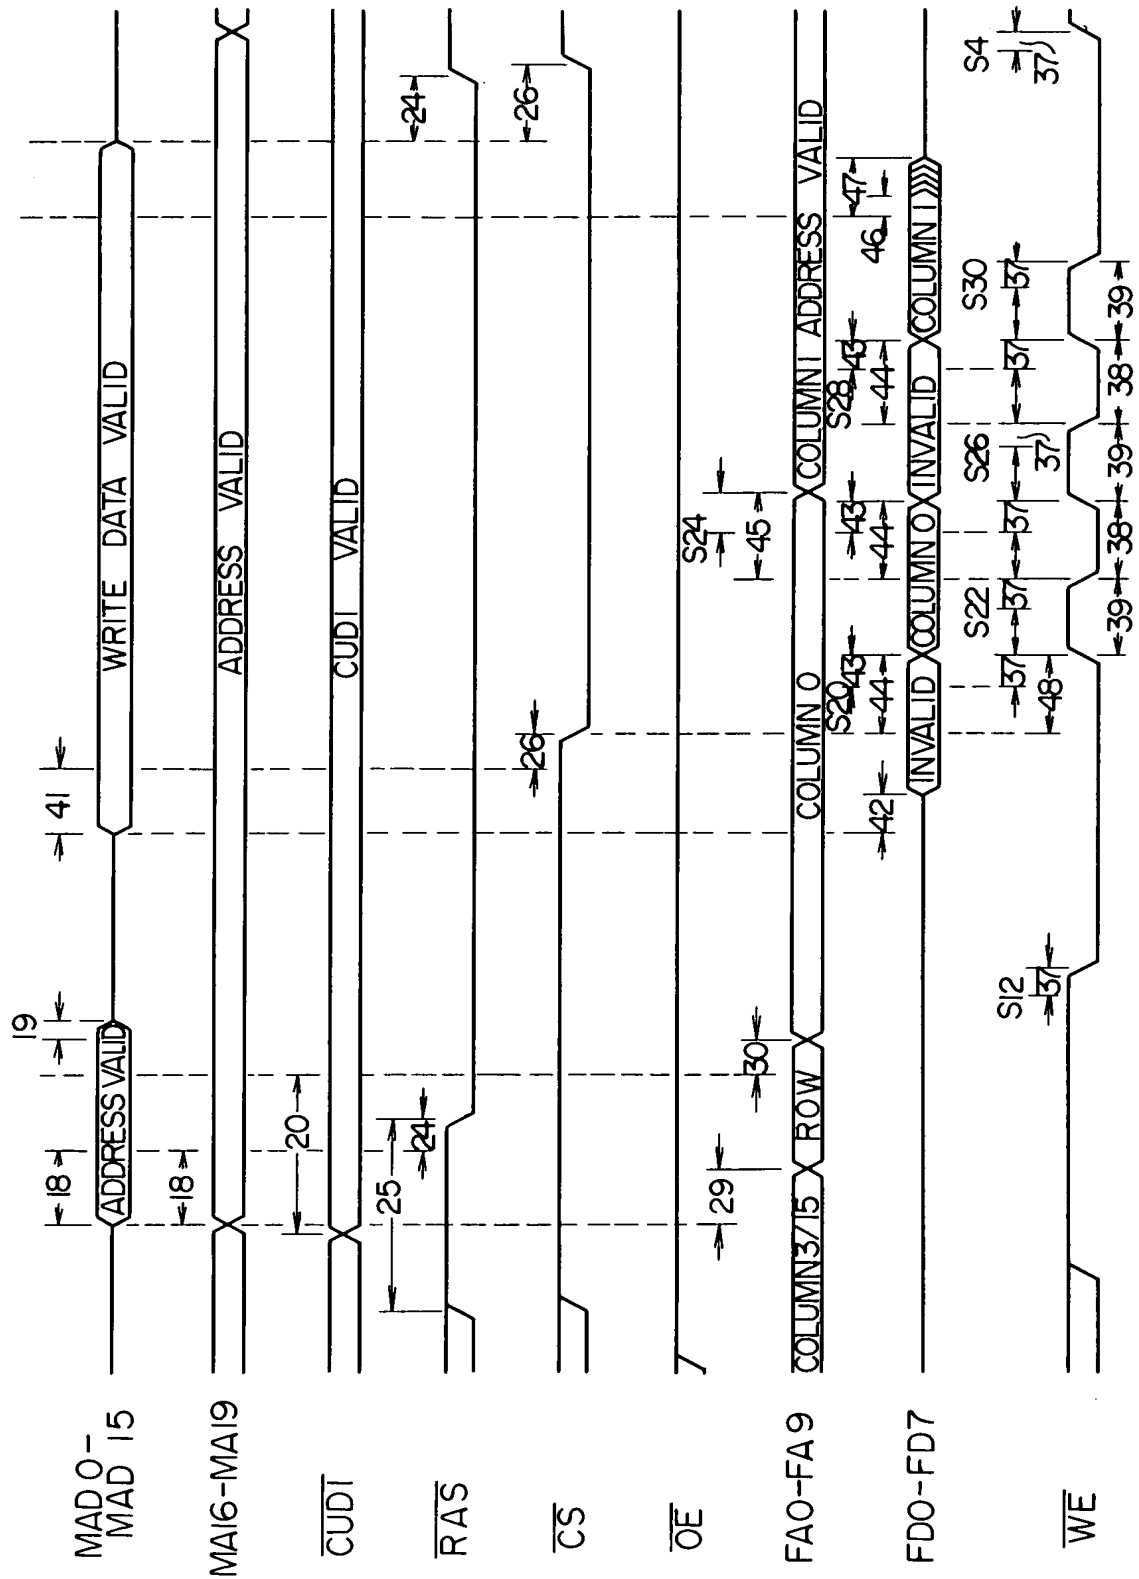 MAD 0-
MAD 15
18
ADDRESS VALID
19
41
WRITE DATA VALID
MA16-MA19
18
ADDRESS VALID
CUD1
20
CUD1 VALID
RAS
25
24
24
CS
26
26
OE
29
30
S24
45
FA0-FA9
COLUMN 3/15
ROW
COLUMN 0
COLUMN 1 ADDRESS VALID
S20
43
43
S28
43
47
42
44
44
44
46
FD0-FD7
INVALID
COLUMN 0
INVALID
COLUMN 1
S12
37
S22
S26
S30
S4
37
37
37
37
37
37
37
48
WE
39
38
39
38
39